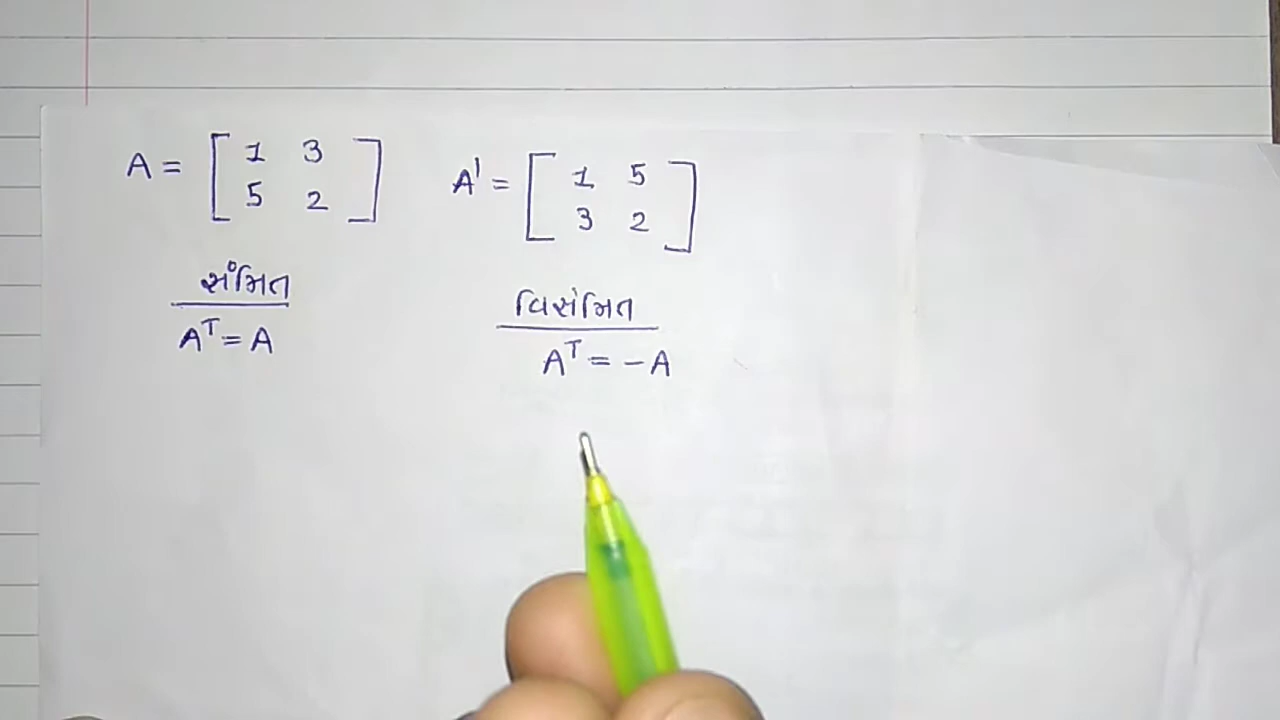 A = [ 1 3
5 2 ]
A' = [ 1 5
3 2 ]
સંમિત
Aᵀ = A
વિસંમિત
Aᵀ = -A